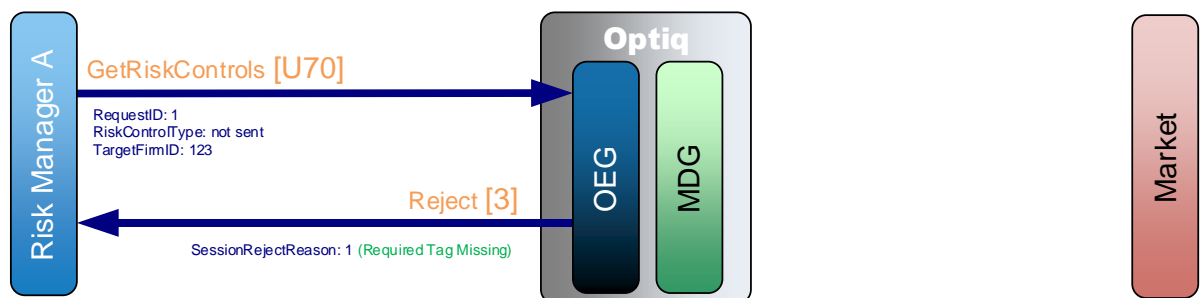 Optiq
Risk Manager A
GetRiskControls [U70]
RequestID: 1
RiskControlType: not sent
TargetFirmID: 123
Reject [3]
SessionRejectReason: 1 (Required Tag Missing)
OEG
MDG
Market